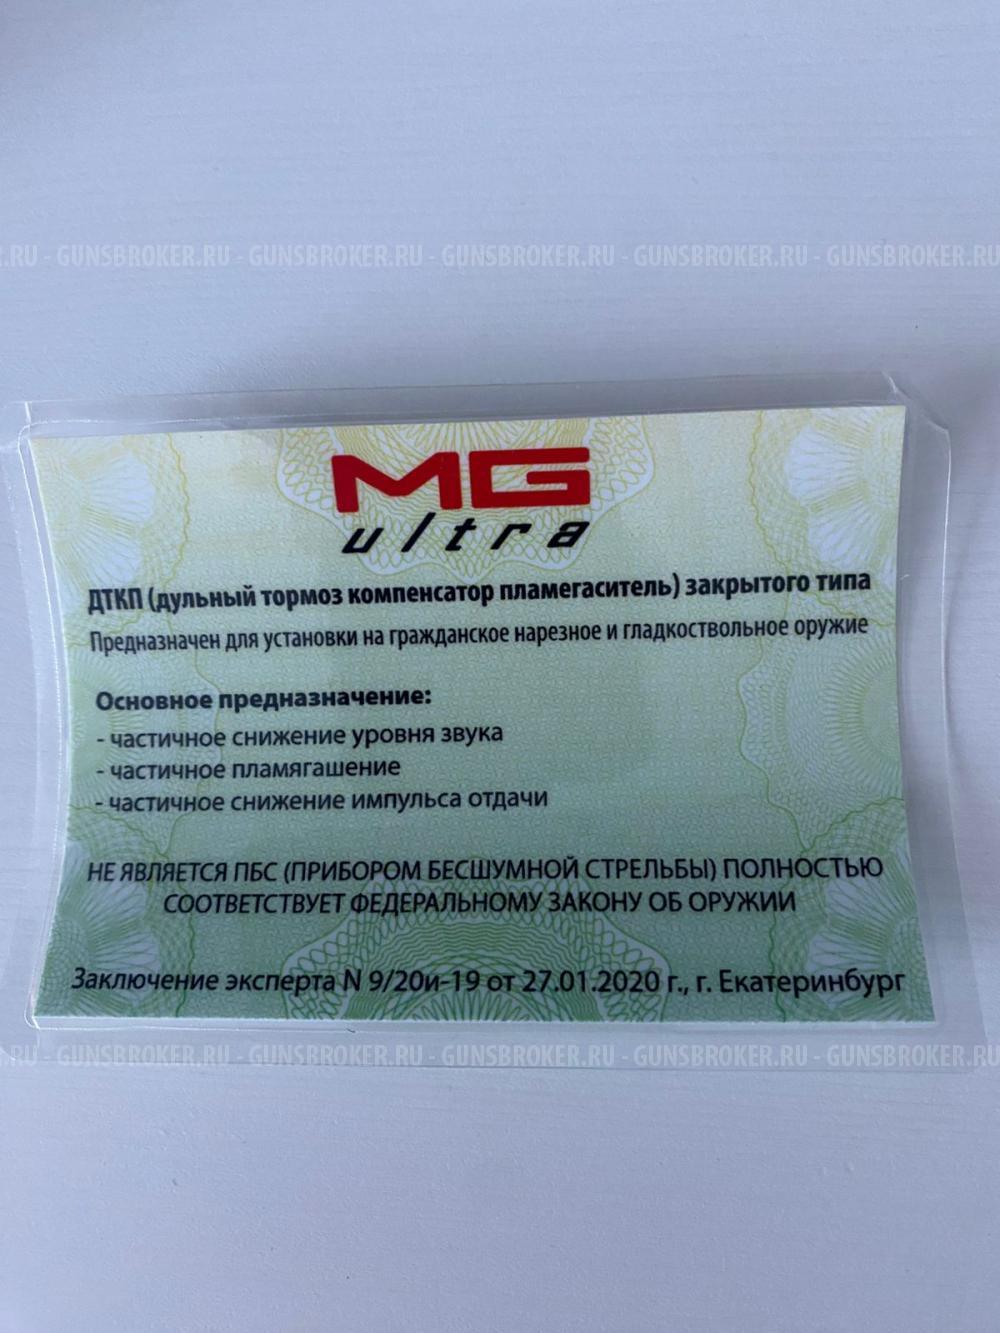 .RU - GUNSBROKER.RU - GUNSBROKER.RU - GUNSBROKER.RU - GUNSBROKER.RU - GUNSBROKER.RU
MG
ultra
ДТКП (дульный тормоз компенсатор пламегаситель) закрытого типа
Предназначен для установки на гражданское нарезное и гладкоствольное оружие
Основное предназначение:
- частичное снижение уровня звука
- частичное пламягашение
- частичное снижение импульса отдачи
НЕ ЯВЛЯЕТСЯ ПБС (ПРИБОРОМ БЕСШУМНОЙ СТРЕЛЬБЫ) ПОЛНОСТЬЮ
СООТВЕТСТВУЕТ ФЕДЕРАЛЬНОМУ ЗАКОНУ ОБ ОРУЖИИ
Заключение эксперта N 9/20и-19 от 27.01.2020 г., г. Екатеринбург
.RU - GUNSBROKER.RU - GUNSBROKER.RU - GUNSBROKER.RU - GUNSBROKER.RU - GUNSBROKER.RU